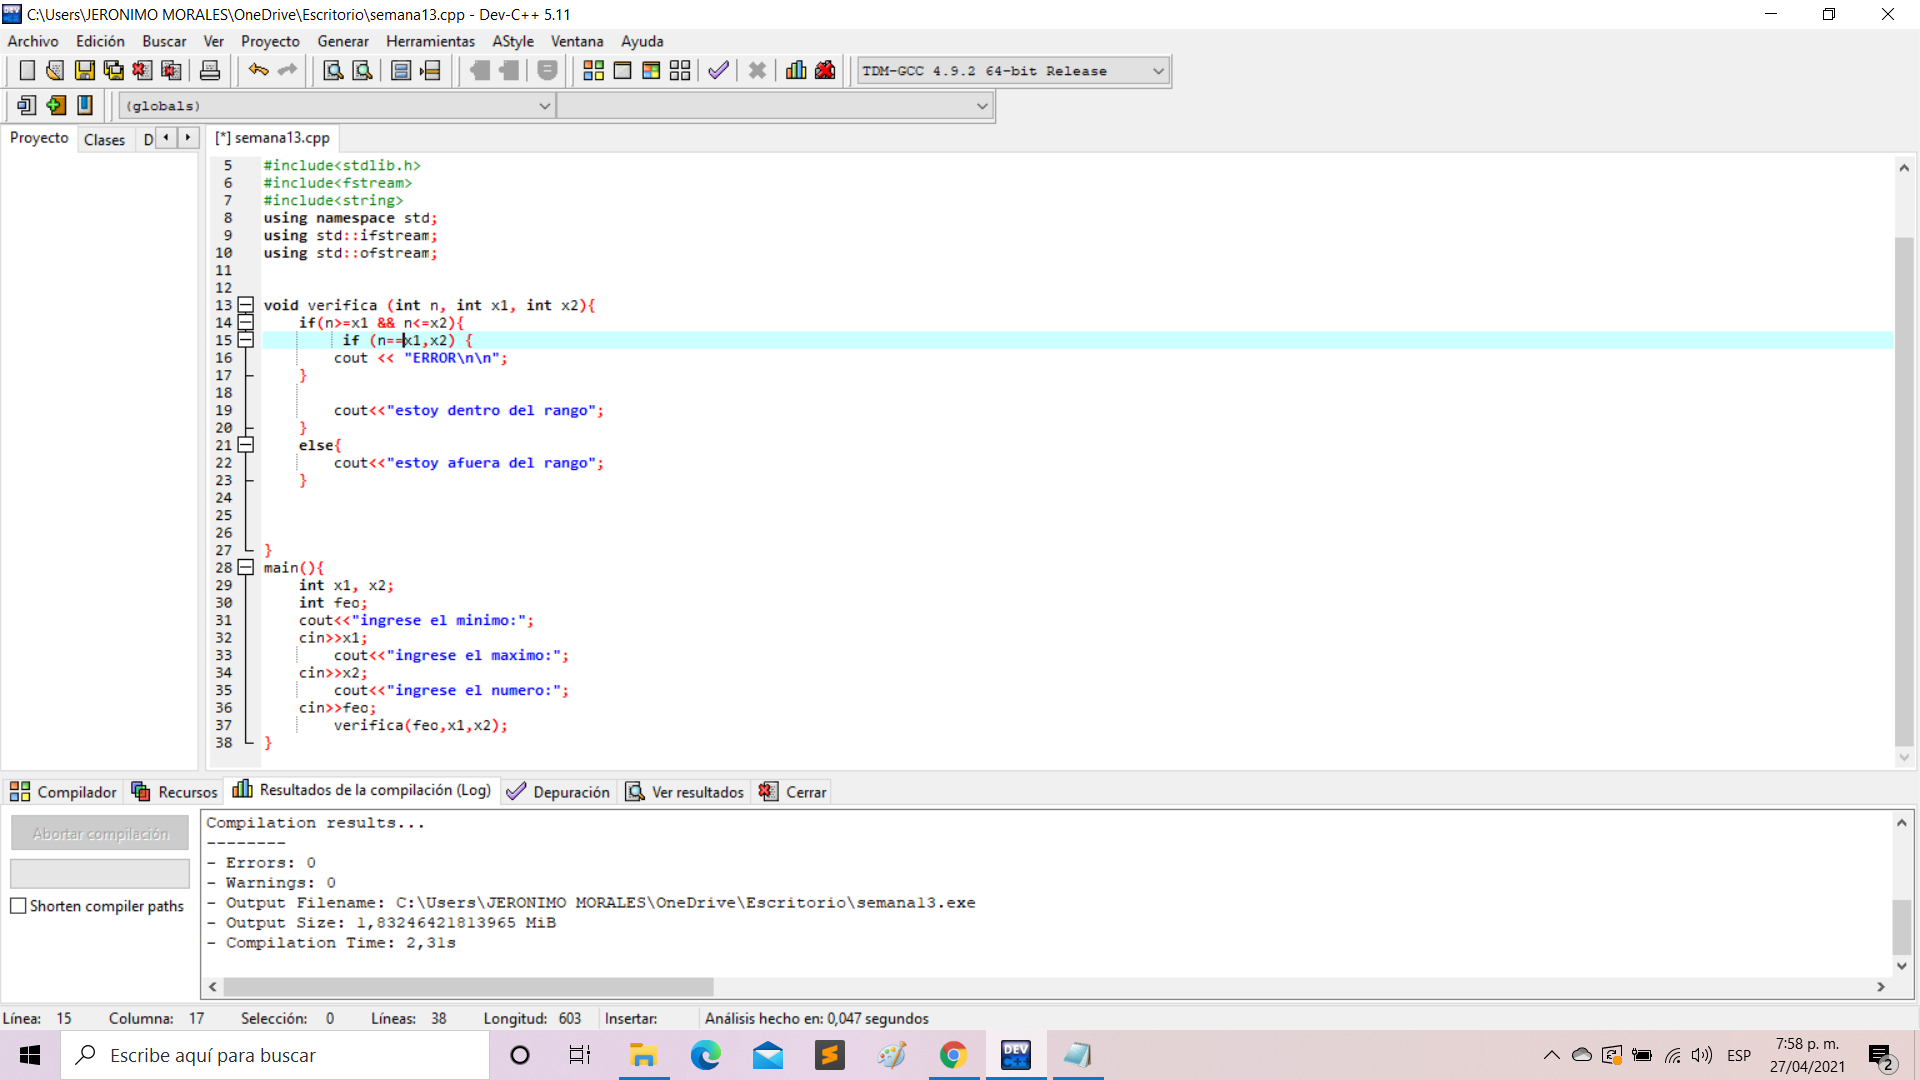 C:\Users\JERONIMO MORALES\OneDrive\Escritorio\semana13.cpp - Dev-C++ 5.11
Archivo Edición Buscar Ver Proyecto Generar Herramientas AStyle Ventana Ayuda
TDM-GCC 4.9.2 64-bit Release
(globals)
Proyecto Clases D [*] semana13.cpp
5 #include<stdlib.h>
6 #include<fstream>
7 #include<string>
8 using namespace std;
9 using std::ifstream;
10 using std::ofstream;
11
12
13 void verifica (int n, int x1, int x2){
14 if(n>=x1 && n<=x2){
15 if (n==x1,x2) {
16 cout << "ERROR\n\n";
17 }
18
19 cout<<"estoy dentro del rango";
20 }
21 else{
22 cout<<"estoy afuera del rango";
23 }
24
25
26
27 }
28 main(){
29 int x1, x2;
30 int feo;
31 cout<<"ingrese el minimo:";
32 cin>>x1;
33 cout<<"ingrese el maximo:";
34 cin>>x2;
35 cout<<"ingrese el numero:";
36 cin>>feo;
37 verifica(feo,x1,x2);
38 }
Compilador Recursos Resultados de la compilación (Log) Depuración Ver resultados Cerrar
Abortar compilación
Shorten compiler paths
Compilation results...
--------
- Errors: 0
- Warnings: 0
- Output Filename: C:\Users\JERONIMO MORALES\OneDrive\Escritorio\semana13.exe
- Output Size: 1,83246421813965 MiB
- Compilation Time: 2,31s
Línea: 15 Columna: 17 Selección: 0 Líneas: 38 Longitud: 603 Insertar: Análisis hecho en: 0,047 segundos
Escribe aquí para buscar
DEV C++
ESP
7:58 p. m.
27/04/2021
2